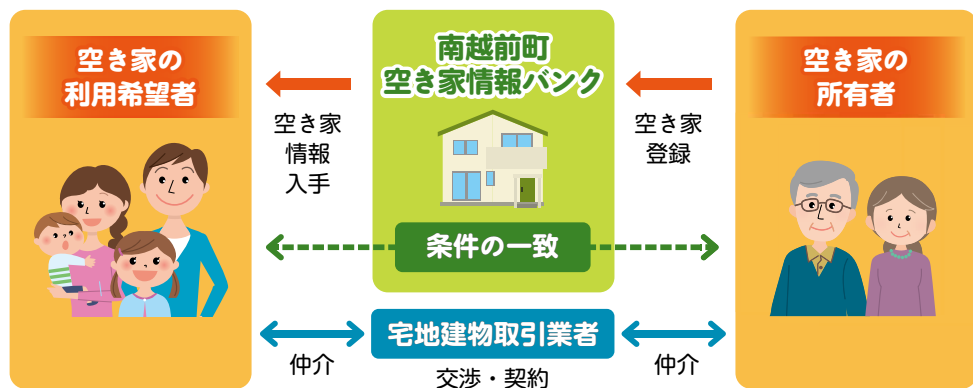 空き家の
利用希望者
空き家
情報
入手
南越前町
空き家情報バンク
空き家
登録
空き家の
所有者
条件の一致
仲介
宅地建物取引業者
交渉・契約
仲介